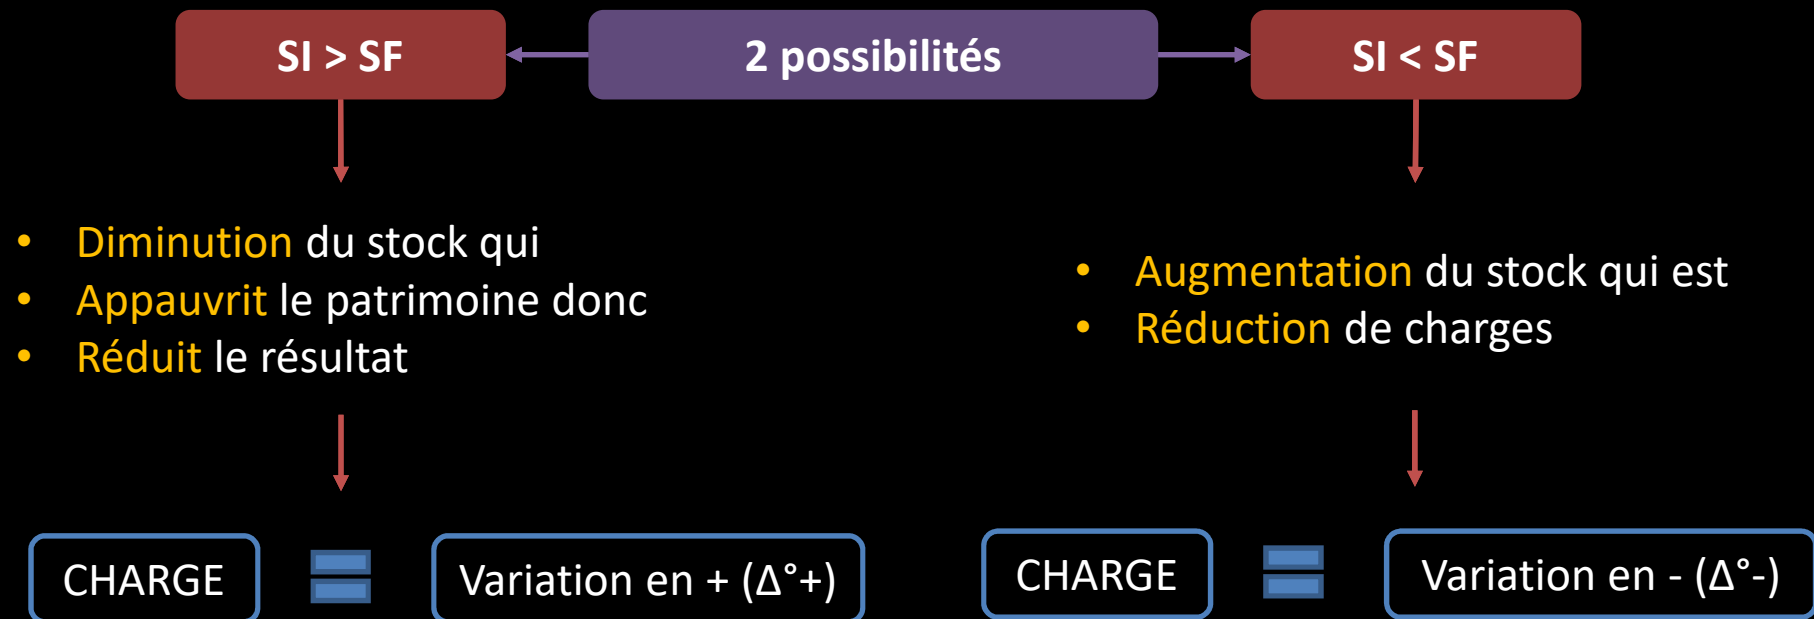 SI > SF
2 possibilités
SI < SF
• Diminution du stock qui
• Appauvrit le patrimoine donc
• Réduit le résultat
• Augmentation du stock qui est
• Réduction de charges
CHARGE
Variation en + (Δ°+)
CHARGE
Variation en - (Δ°-)